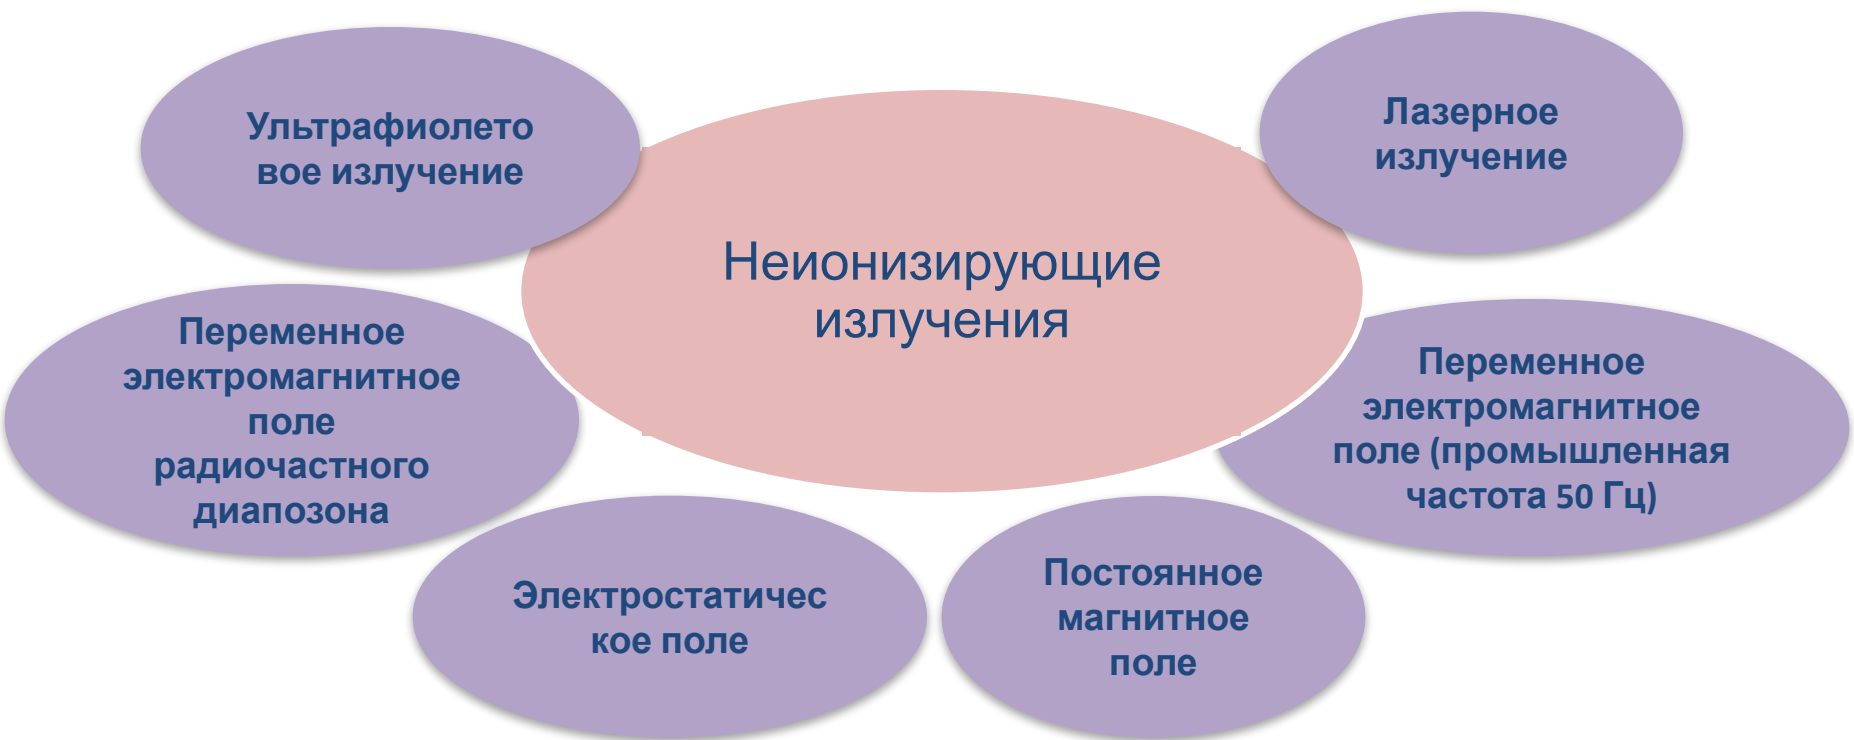 Ультрафиолето
вое излучение
Лазерное
излучение
Неионизирующие
излучения
Переменное
электромагнитное
поле
радиочастного
диапозона
Переменное
электромагнитное
поле (промышленная
частота 50 Гц)
Электростатичес
кое поле
Постоянное
магнитное
поле